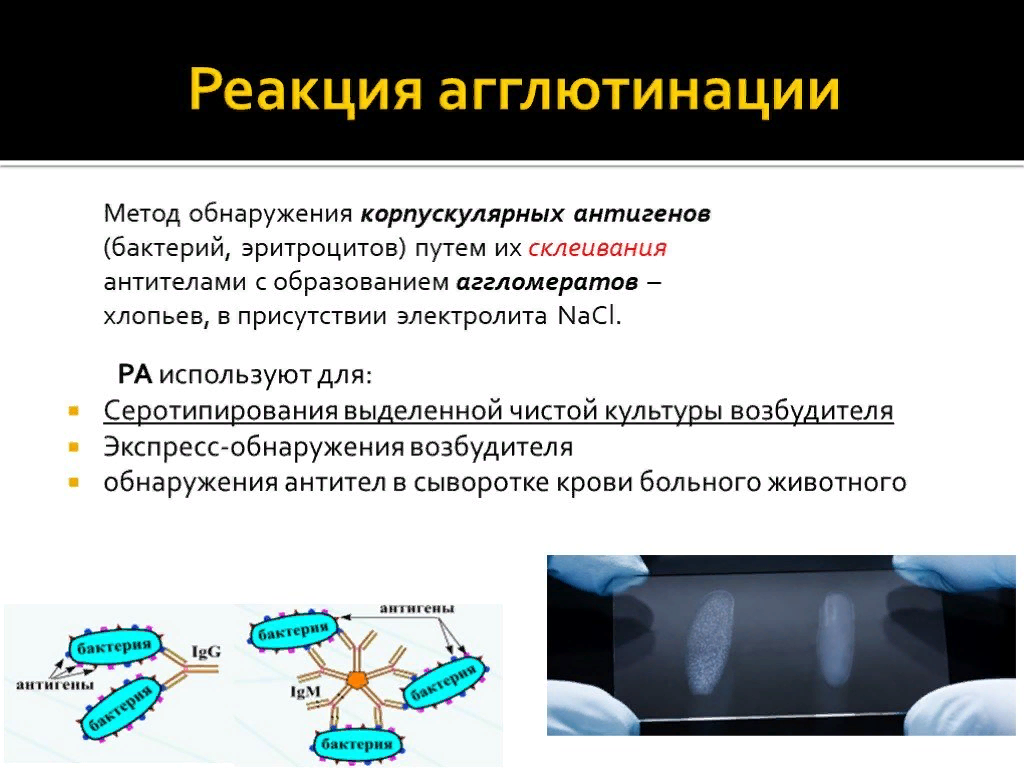 Реакция агглютинации
Метод обнаружения корпускулярных антигенов
(бактерий, эритроцитов) путем их склеивания
антителами с образованием аггломератов –
хлопьев, в присутствии электролита NaCl.
РА используют для:
Серотипирования выделенной чистой культуры возбудителя
Экспресс-обнаружения возбудителя
обнаружения антител в сыворотке крови больного животного
бактерия
IgG
антигены
бактерия
антигены
бактерия
IgM
бактерия
бактерия